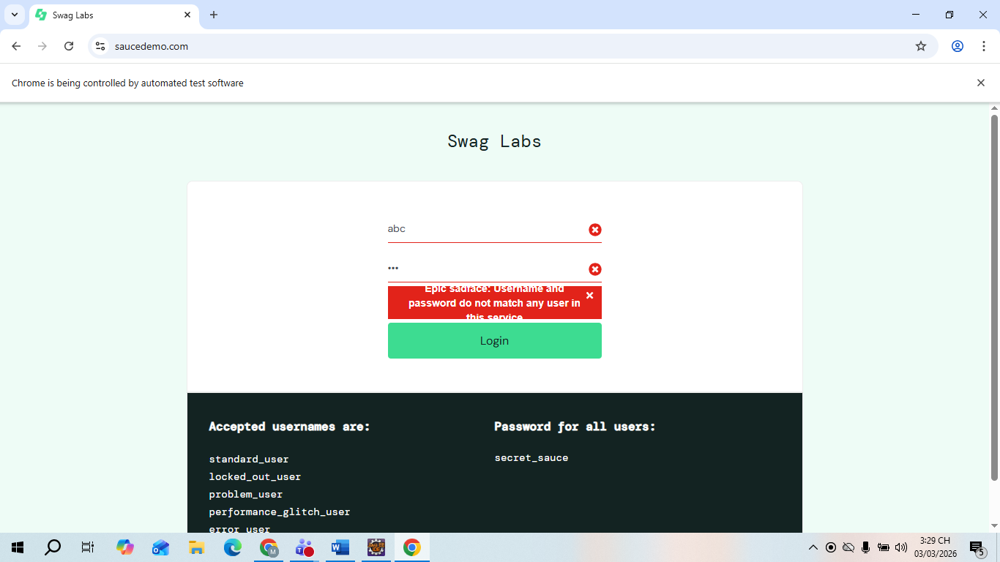 Swag Labs
saucedemo.com
Chrome is being controlled by automated test software
Swag Labs
abc
•••
Epic sadface: Username and
password do not match any user in
this service
Login
Accepted usernames are:
standard_user
locked_out_user
problem_user
performance_glitch_user
error_user
Password for all users:
secret_sauce
3:29 CH
03/03/2026
5